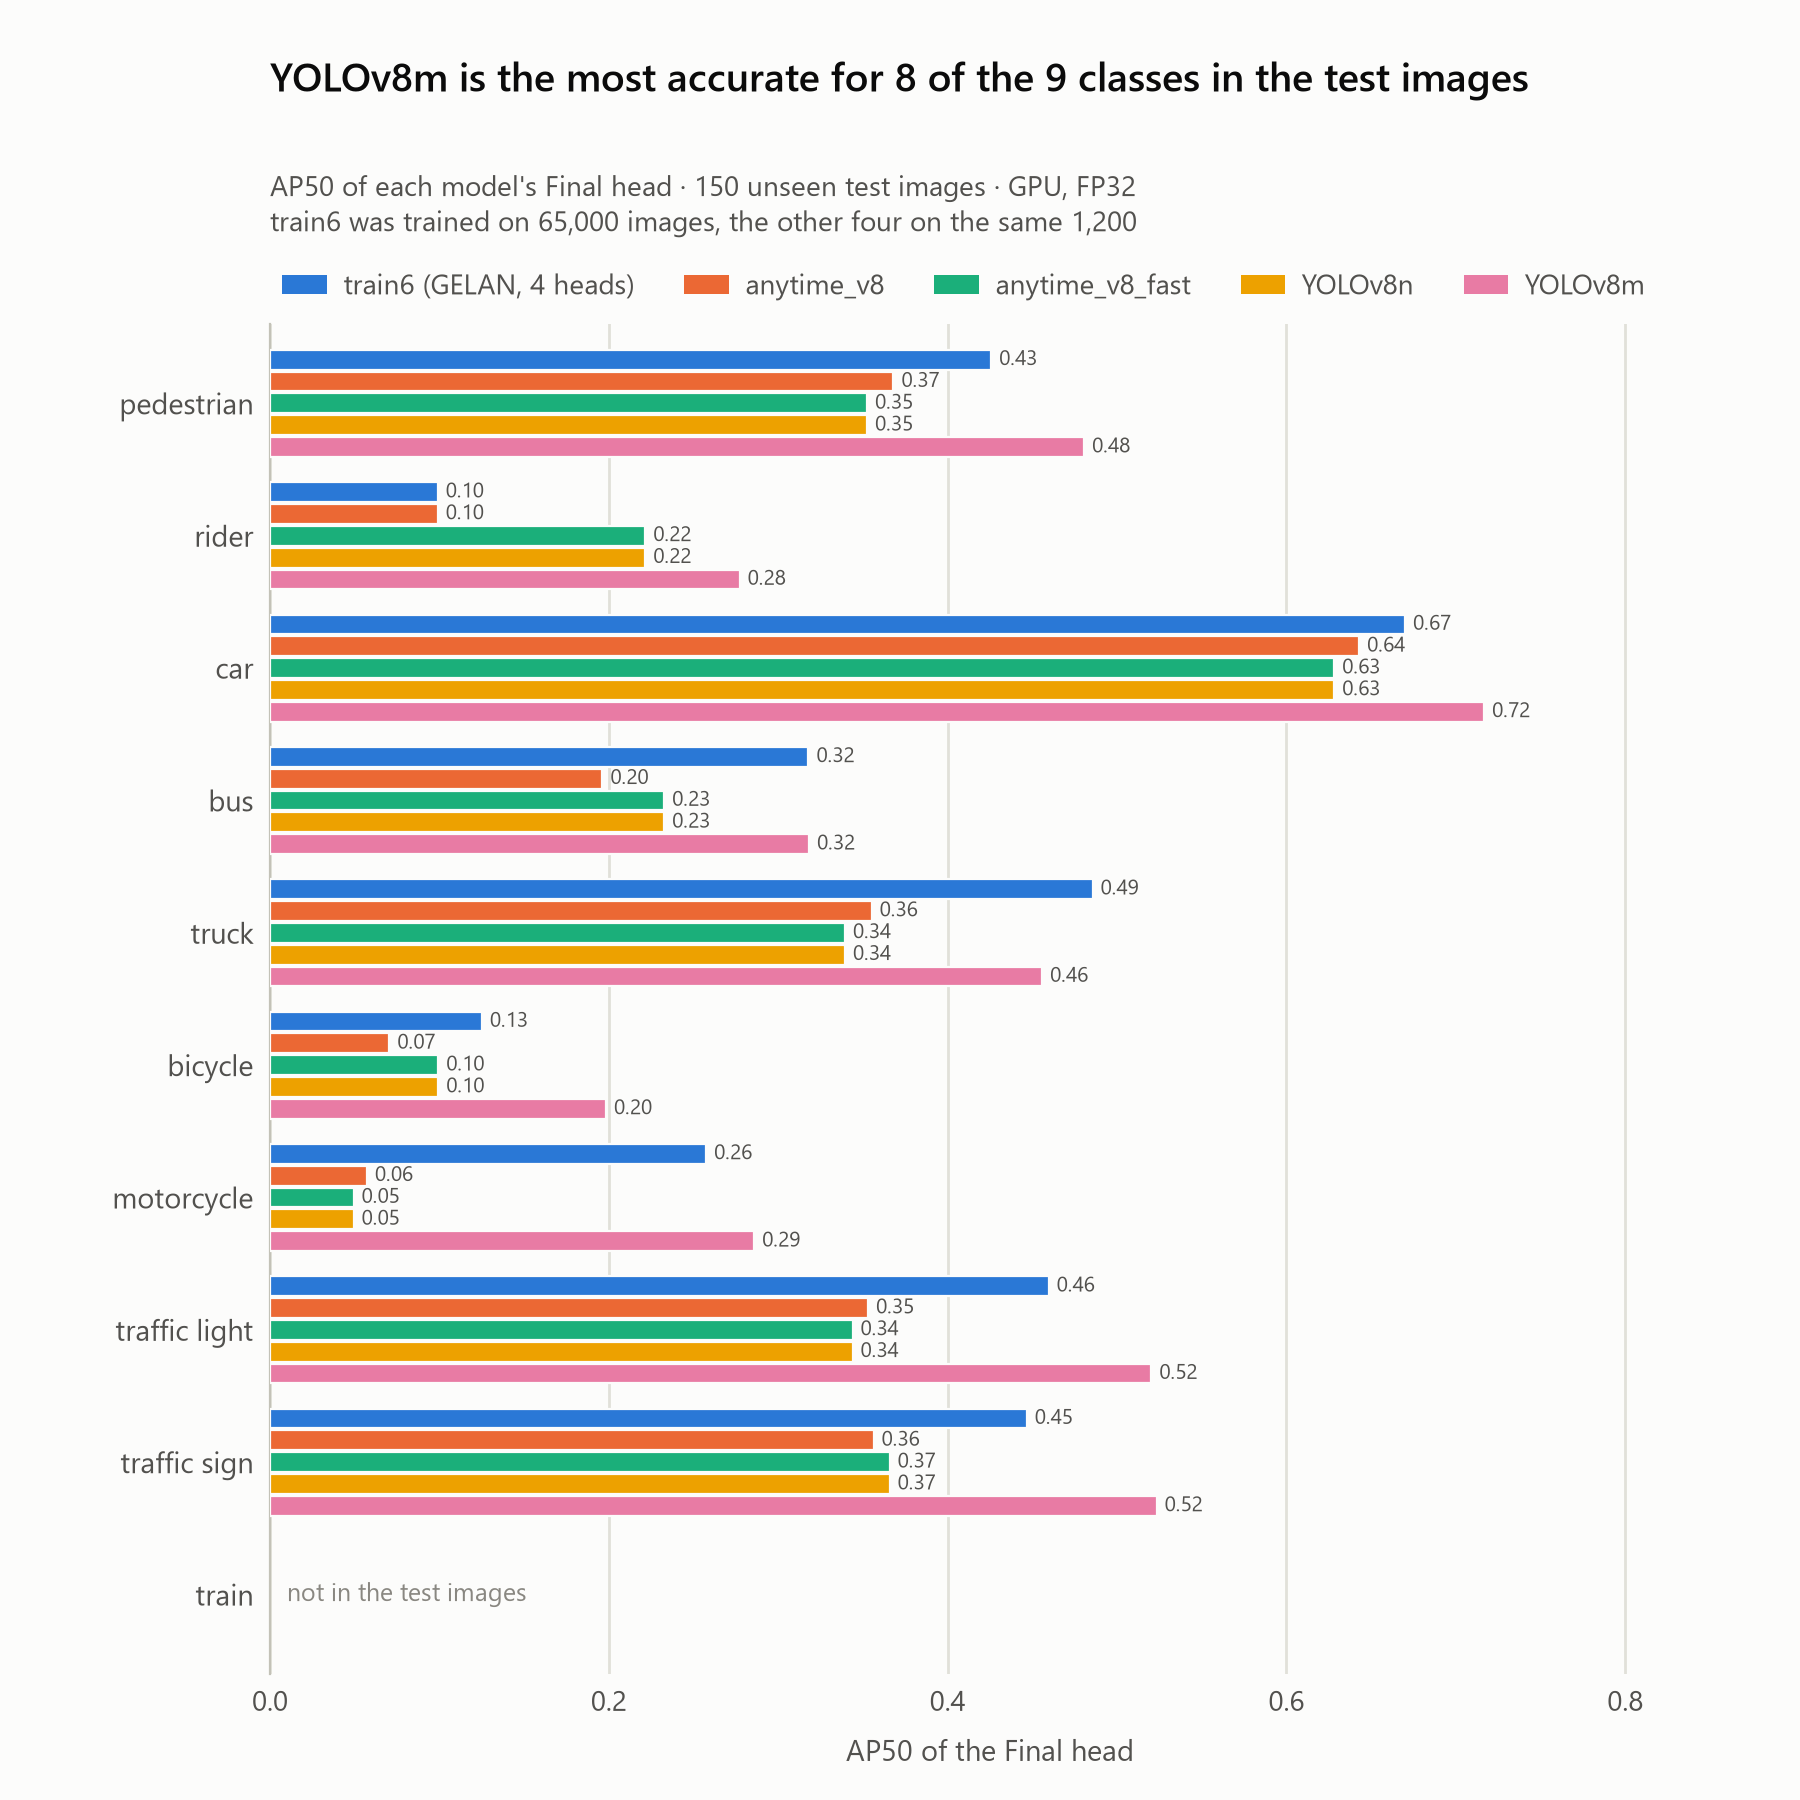 YOLOv8m is the most accurate for 8 of the 9 classes in the test images
AP50 of each model's Final head · 150 unseen test images · GPU, FP32
train6 was trained on 65,000 images, the other four on the same 1,200
train6 (GELAN, 4 heads) anytime_v8 anytime_v8_fast YOLOv8n YOLOv8m
pedestrian
0.43
0.37
0.35
0.35
0.48
rider
0.10
0.10
0.22
0.22
0.28
car
0.67
0.64
0.63
0.63
0.72
bus
0.32
0.20
0.23
0.23
0.32
truck
0.49
0.36
0.34
0.34
0.46
bicycle
0.13
0.07
0.10
0.10
0.20
motorcycle
0.26
0.06
0.05
0.05
0.29
traffic light
0.46
0.35
0.34
0.34
0.52
traffic sign
0.45
0.36
0.37
0.37
0.52
train not in the test images
0.0 0.2 0.4 0.6 0.8
AP50 of the Final head